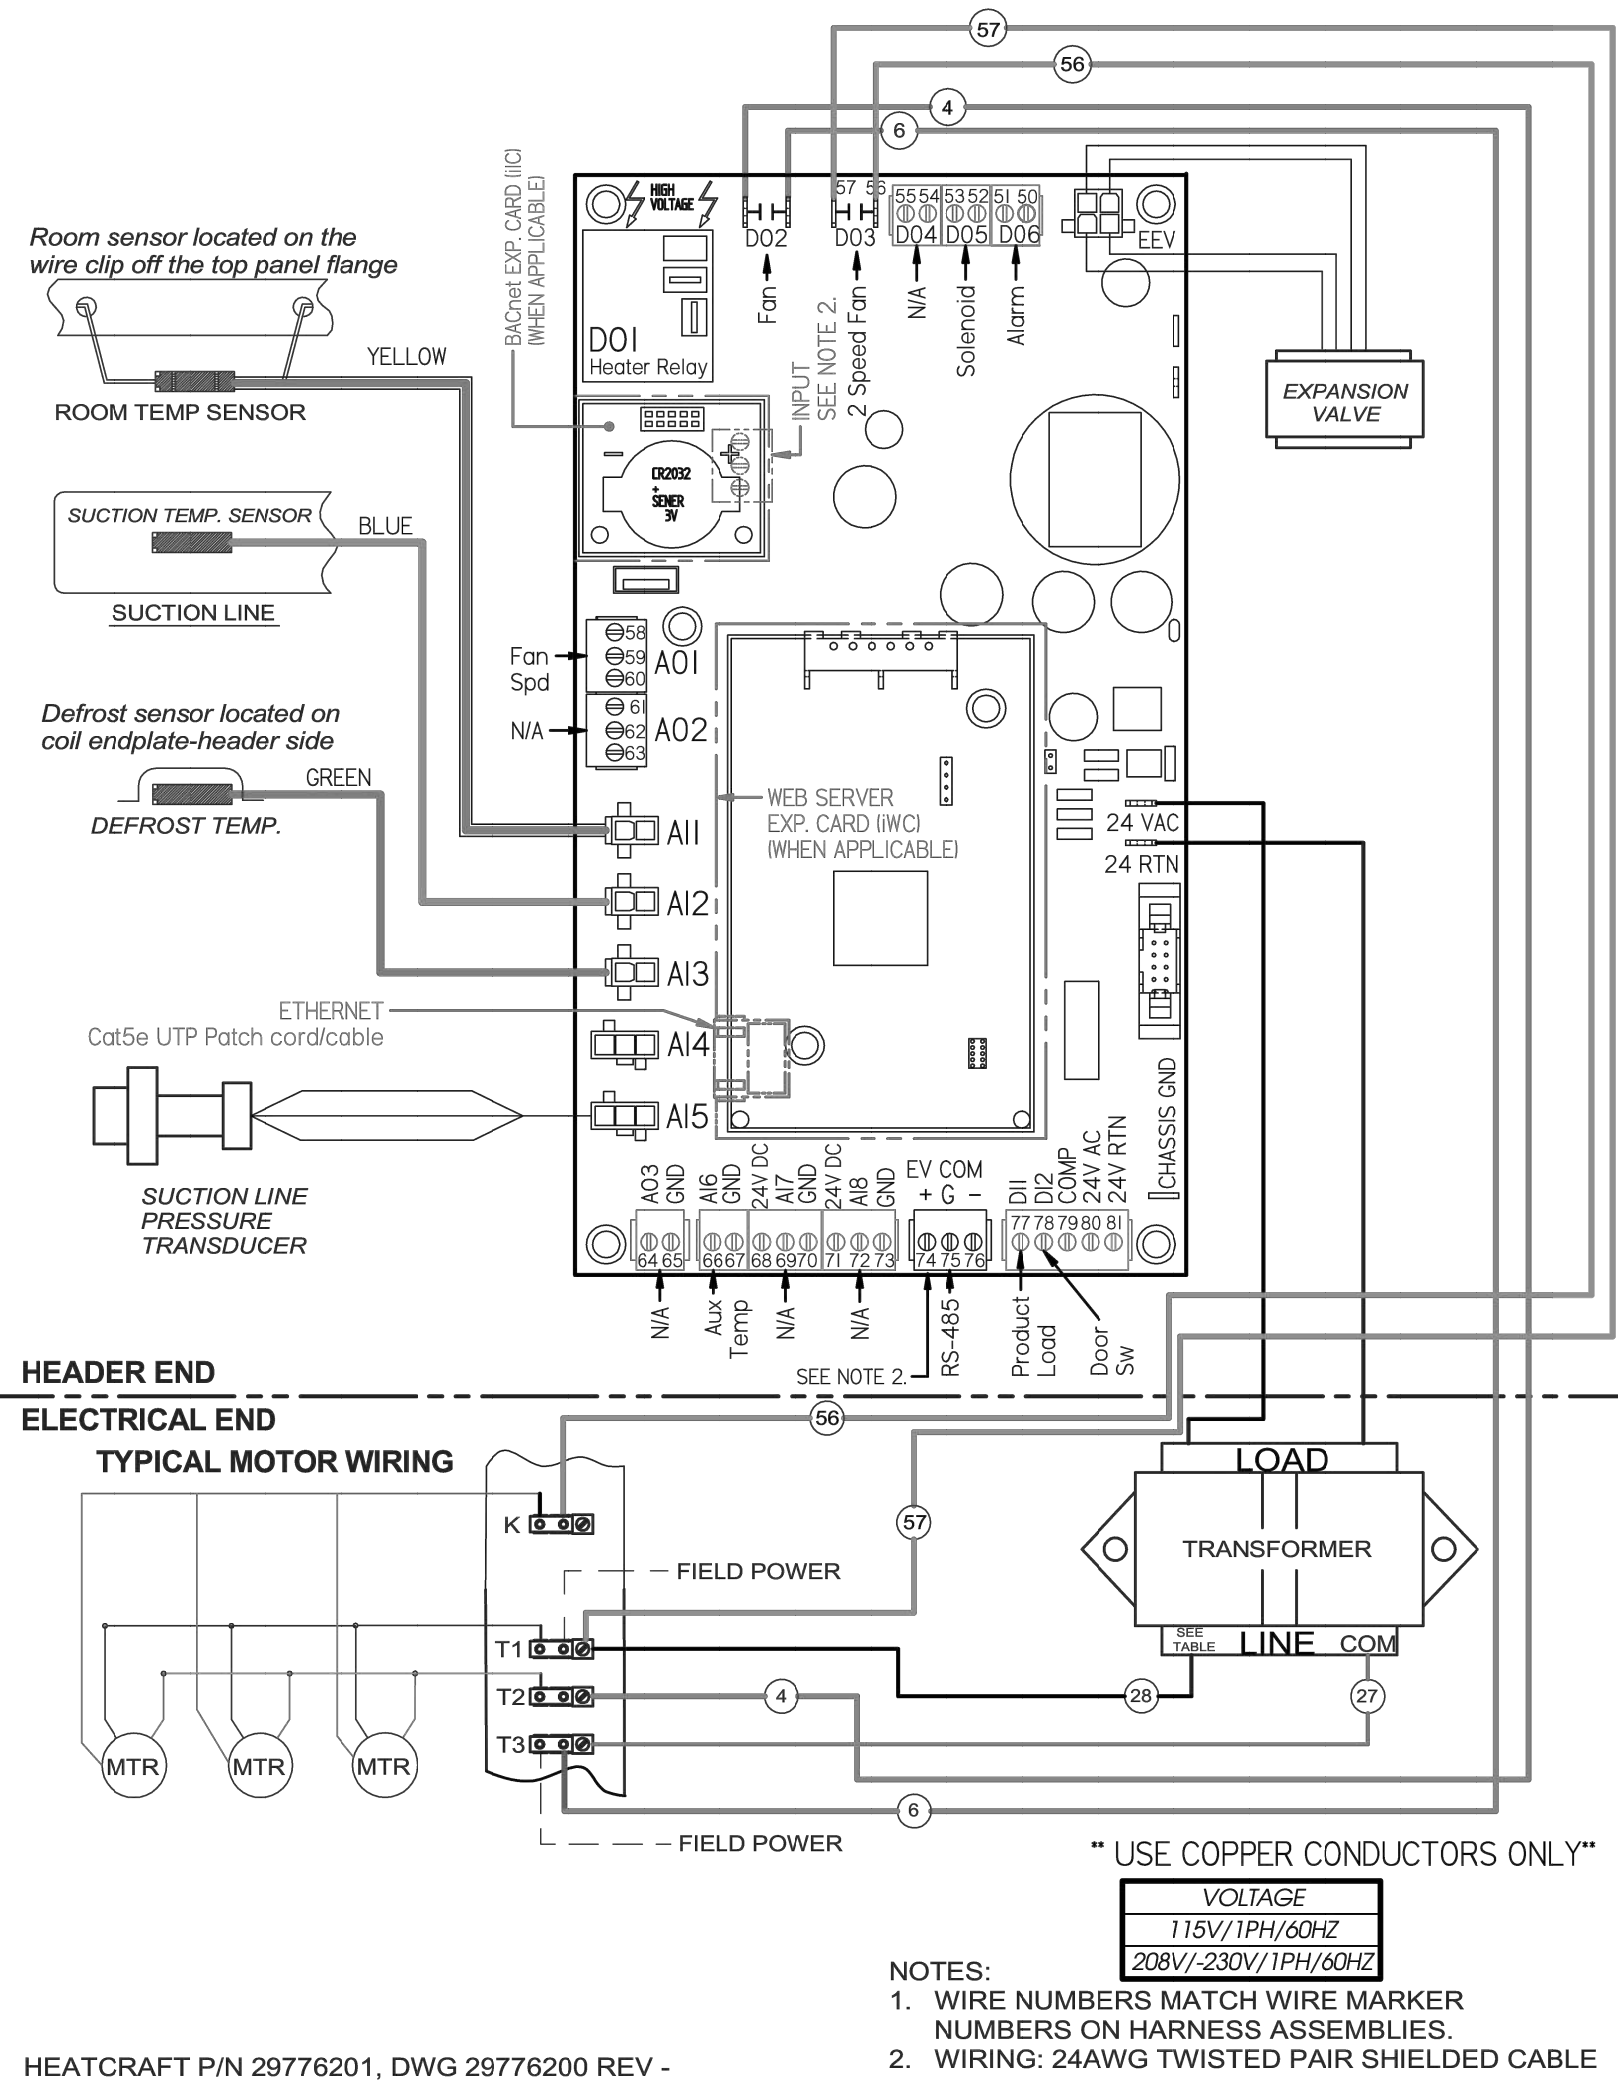 57
56
4
6
BACnet EXP. CARD (iIC)
(WHEN APPLICABLE)
HIGH
VOLTAGE
57 56
55 54 53 52 51 50
DO2
DO3
DO4
DO5
DO6
EEV
Fan
2 Speed Fan
N/A
Solenoid
Alarm
INPUT
SEE NOTE 2.
DO1
Heater Relay
Room sensor located on the
wire clip off the top panel flange
YELLOW
ROOM TEMP SENSOR
EXPANSION
VALVE
- +
CR2032
+
SENER
3V
SUCTION TEMP. SENSOR
BLUE
SUCTION LINE
58
59
60
AO1
Fan
Spd
61
62
63
AO2
N/A
Defrost sensor located on
coil endplate-header side
GREEN
DEFROST TEMP.
WEB SERVER
EXP. CARD (iWC)
(WHEN APPLICABLE)
24 VAC
24 RTN
AI1
AI2
AI3
AI4
AI5
ETHERNET
Cat5e UTP Patch cord/cable
SUCTION LINE
PRESSURE
TRANSDUCER
CHASSIS GND
AO3
GND
AI6
GND
24V DC
AI7
GND
24V DC
AI8
GND
EV COM
+ G -
DI1
DI2
COMP
24V AC
24V RTN
77 78 79 80 81
64 65 66 67 68 69 70 71 72 73 74 75 76
N/A
Aux
Temp
N/A
N/A
SEE NOTE 2.
RS-485
Product
Load
Door
Sw
HEADER END
ELECTRICAL END
TYPICAL MOTOR WIRING
56
57
K
FIELD POWER
T1
T2
T3
4
28
27
6
LOAD
TRANSFORMER
SEE
TABLE
LINE
COM
MTR
MTR
MTR
FIELD POWER
** USE COPPER CONDUCTORS ONLY**
VOLTAGE
115V/1PH/60HZ
208V/-230V/1PH/60HZ
NOTES:
1. WIRE NUMBERS MATCH WIRE MARKER
NUMBERS ON HARNESS ASSEMBLIES.
2. WIRING: 24AWG TWISTED PAIR SHIELDED CABLE
HEATCRAFT P/N 29776201, DWG 29776200 REV -